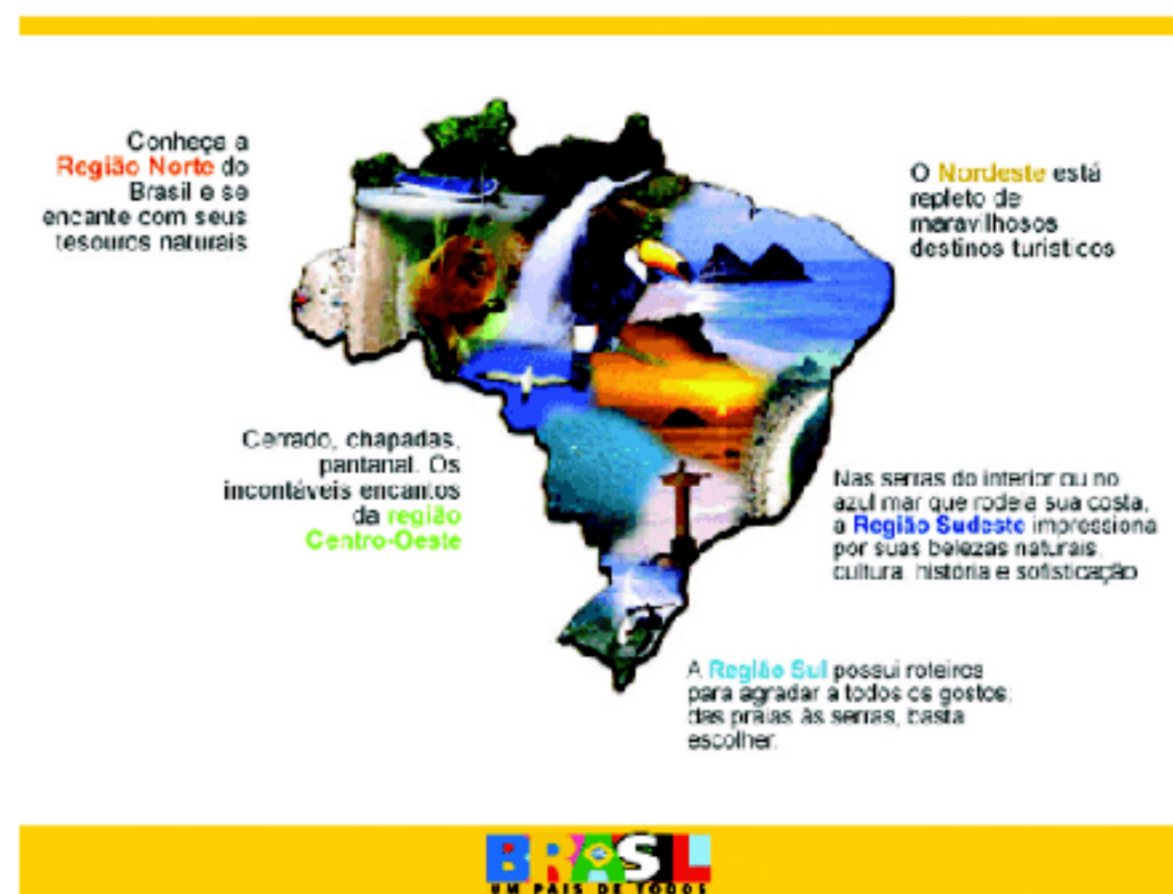 Conheça a
Região Norte do
Brasil e se
encante com seus
tesouros naturais
O Nordeste está
repleto de
maravilhosos
destinos turísticos
Cerrado, chapadas,
pantanal. Os
incontáveis encantos
da região
Centro-Oeste
Nas serras do interior ou no
azul mar que rodeia sua costa,
a Região Sudeste impressiona
por suas belezas naturais,
cultura, história e sofisticação
A Região Sul possui roteiros
para agradar a todos os gostos;
das praias às serras, basta
escolher.
BRASIL
UM PAÍS DE TODOS